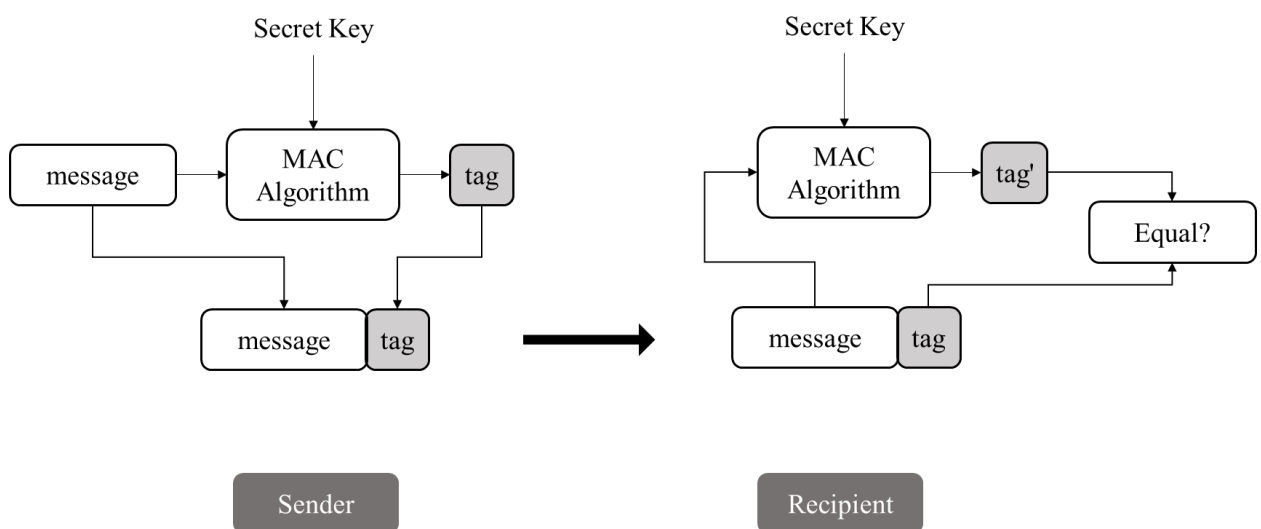 Secret Key
message
MAC
Algorithm
tag
message
tag
Sender
Secret Key
MAC
Algorithm
tag'
Equal?
message
tag
Recipient